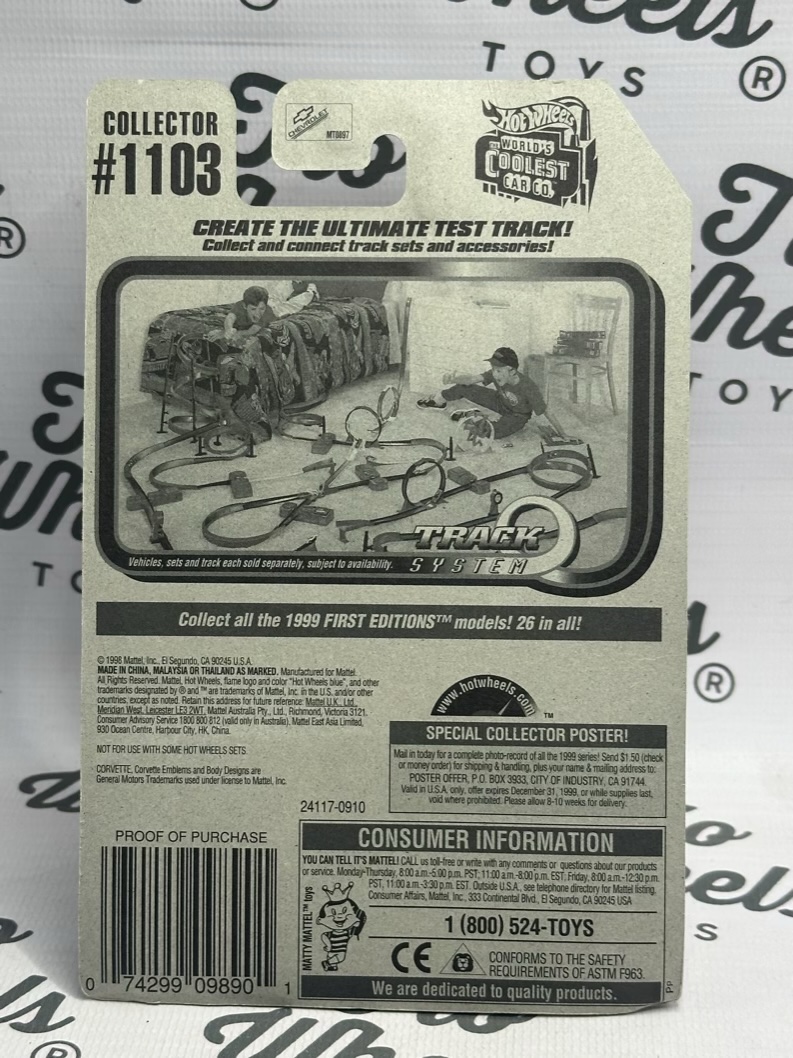 COLLECTOR
#1103
CHEVROLET
MT0897
Hot Wheels
WORLD'S
COOLEST
CAR CO.
CREATE THE ULTIMATE TEST TRACK!
Collect and connect track sets and accessories!
TRACK
SYSTEM
Vehicles, sets and track each sold separately, subject to availability.
Collect all the 1999 FIRST EDITIONS™ models! 26 in all!
© 1998 Mattel, Inc., El Segundo, CA 90245 U.S.A.
MADE IN CHINA, MALAYSIA OR THAILAND AS MARKED. Manufactured for Mattel.
All Rights Reserved. Mattel, Hot Wheels, flame logo and color "Hot Wheels blue", and other
trademarks designated by ® and ™ are trademarks of Mattel, Inc. in the U.S. and/or other
countries, except as noted. Retain this address for future reference: Mattel U.K., Ltd.,
Meridian West, Leicester LE3 2WT. Mattel Australia Pty., Ltd., Richmond, Victoria 3121.
Consumer Advisory Service 1 800 800 812 (valid only in Australia). Mattel East Asia Limited,
930 Ocean Centre, Harbour City, HK, China.
NOT FOR USE WITH SOME HOT WHEELS SETS.
CORVETTE, Corvette Emblems and Body Designs are
General Motors Trademarks used under license to Mattel, Inc.
24117-0910
www.hotwheels.com
™
SPECIAL COLLECTOR POSTER!
Mail in today for a complete photo-record of all the 1999 series! Send $1.50 (check
or money order) for shipping & handling, plus your name & mailing address to:
POSTER OFFER, P.O. BOX 3933, CITY OF INDUSTRY, CA 91744.
Valid in U.S.A. only, offer expires December 31, 1999, or while supplies last,
void where prohibited. Please allow 8-10 weeks for delivery.
PROOF OF PURCHASE
0 74299 09890 1
CONSUMER INFORMATION
YOU CAN TELL IT'S MATTEL! CALL us toll-free or write with any comments or questions about our products
or service. Monday-Thursday, 8:00 a.m.-5:00 p.m. PST; 11:00 a.m.-8:00 p.m. EST; Friday, 8:00 a.m.-12:30 p.m.
PST, 11:00 a.m.-3:30 p.m. EST. Outside U.S.A., see telephone directory for Mattel listing.
Consumer Affairs, Mattel, Inc., 333 Continental Blvd., El Segundo, CA 90245 USA
MATTY MATTEL™ toys
1 (800) 524-TOYS
CE
CONFORMS TO THE SAFETY
REQUIREMENTS OF ASTM F963.
We are dedicated to quality products.
Pd
Wheels
TOYS
®